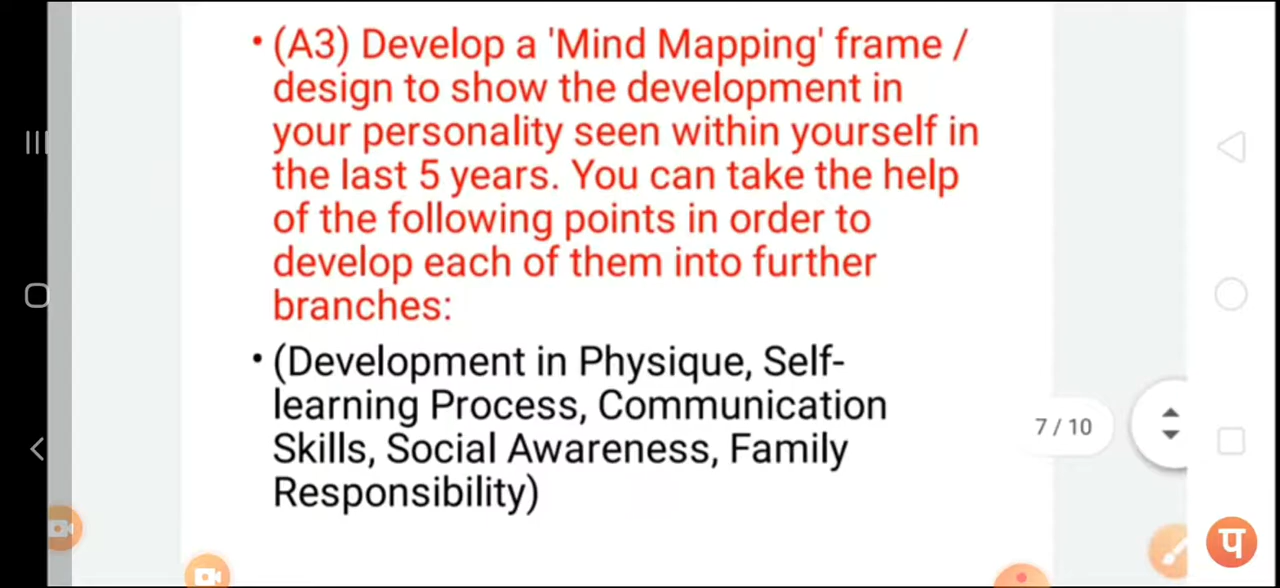 • (A3) Develop a 'Mind Mapping' frame /
design to show the development in
your personality seen within yourself in
the last 5 years. You can take the help
of the following points in order to
develop each of them into further
branches:
• (Development in Physique, Self-
learning Process, Communication
Skills, Social Awareness, Family
Responsibility)
7 / 10
प